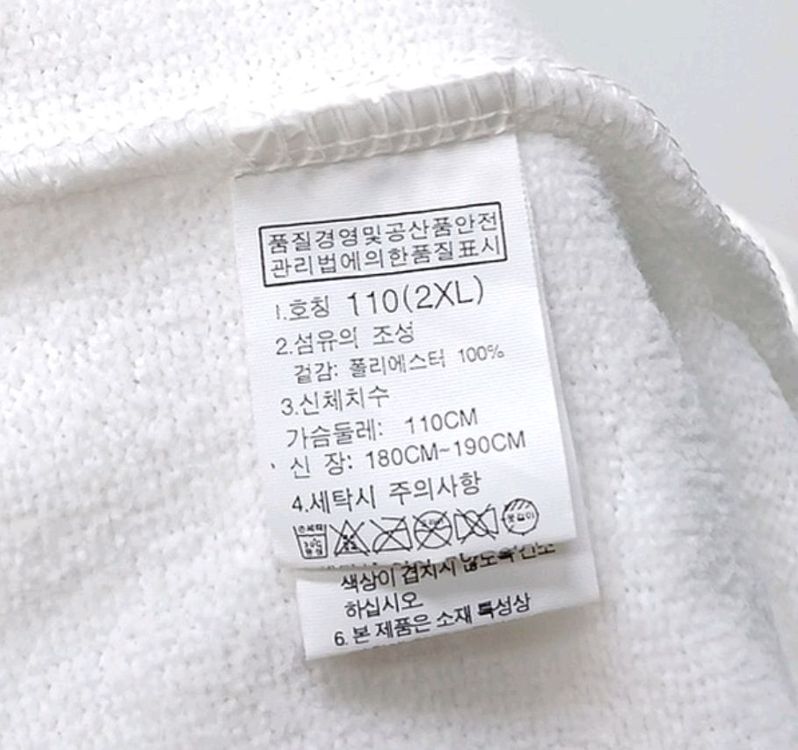 품질경영및공산품안전
관리법에의한품질표시
1.호칭 110(2XL)
2.섬유의 조성
겉감: 폴리에스터 100%
3.신체치수
가슴둘레: 110CM
신 장: 180CM~190CM
4.세탁시 주의사항
색상이 겹치지 않도록
하십시오
6.본 제품은 소재 특성상